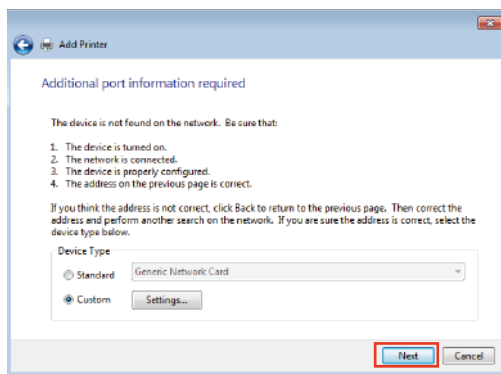 Add Printer
Additional port information required
The device is not found on the network. Be sure that:
1. The device is turned on.
2. The network is connected.
3. The device is properly configured.
4. The address on the previous page is correct.
If you think the address is not correct, click Back to return to the previous page. Then correct the
address and perform another search on the network. If you are sure the address is correct, select the
device type below.
Device Type
Standard Generic Network Card
Custom Settings...
Next Cancel